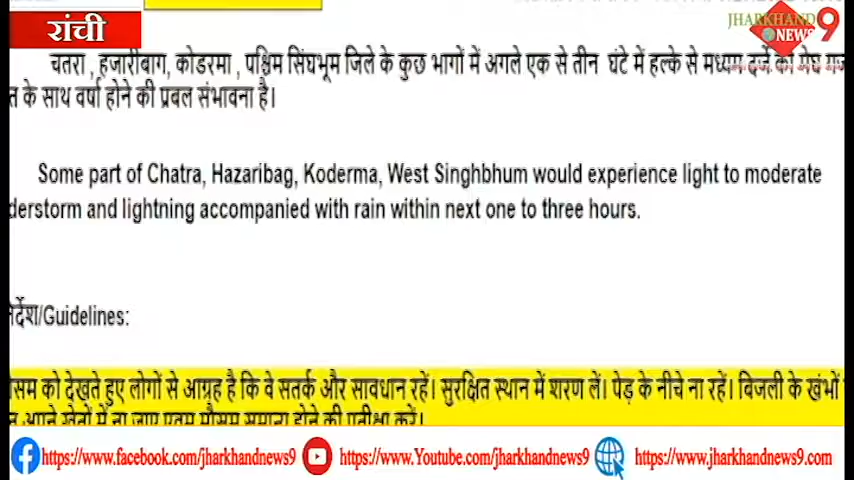 रांची
JHARKHAND 9
NEWS
चतरा , हजारीबाग, कोडरमा , पश्चिम सिंघभूम जिले के कुछ भागों में अगले एक से तीन घंटे में हल्के से मध्यम दर्जे की मेघ
के साथ वर्षा होने की प्रबल संभावना है।
Some part of Chatra, Hazaribag, Koderma, West Singhbhum would experience light to moderate
derstorm and lightning accompanied with rain within next one to three hours.
र्देश/Guidelines:
सम को देखते हुए लोगों से आग्रह है कि वे सतर्क और सावधान रहें। सुरक्षित स्थान में शरण लें। पेड़ के नीचे ना रहें। बिजली के खंभों
https://www.facebook.com/jharkhandnews9
https://www.Youtube.com/jharkhandnews9
https://www.jharkhandnews9.com